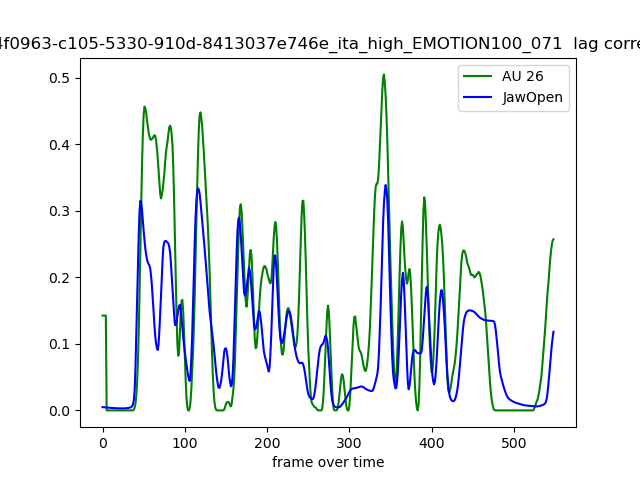 4f0963-c105-5330-910d-8413037e746e_ita_high_EMOTION100_071 lag corre
AU 26
JawOpen
0.5
0.4
0.3
0.2
0.1
0.0
0 100 200 300 400 500
frame over time